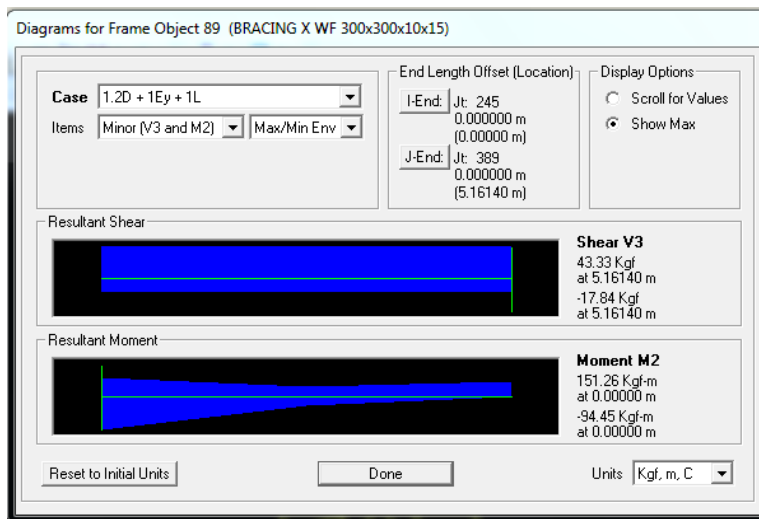 Diagrams for Frame Object 89 (BRACING X WF 300x300x10x15)
Case 1.2D + 1Ey + 1L
Items Minor (V3 and M2) Max/Min Env
End Length Offset (Location)
I-End: Jt: 245
0.000000 m
(0.00000 m)
J-End: Jt: 389
0.000000 m
(5.16140 m)
Display Options
Scroll for Values
Show Max
Resultant Shear
Shear V3
43.33 Kgf
at 5.16140 m
-17.84 Kgf
at 5.16140 m
Resultant Moment
Moment M2
151.26 Kgf-m
at 0.00000 m
-94.45 Kgf-m
at 0.00000 m
Reset to Initial Units
Done
Units Kgf, m, C